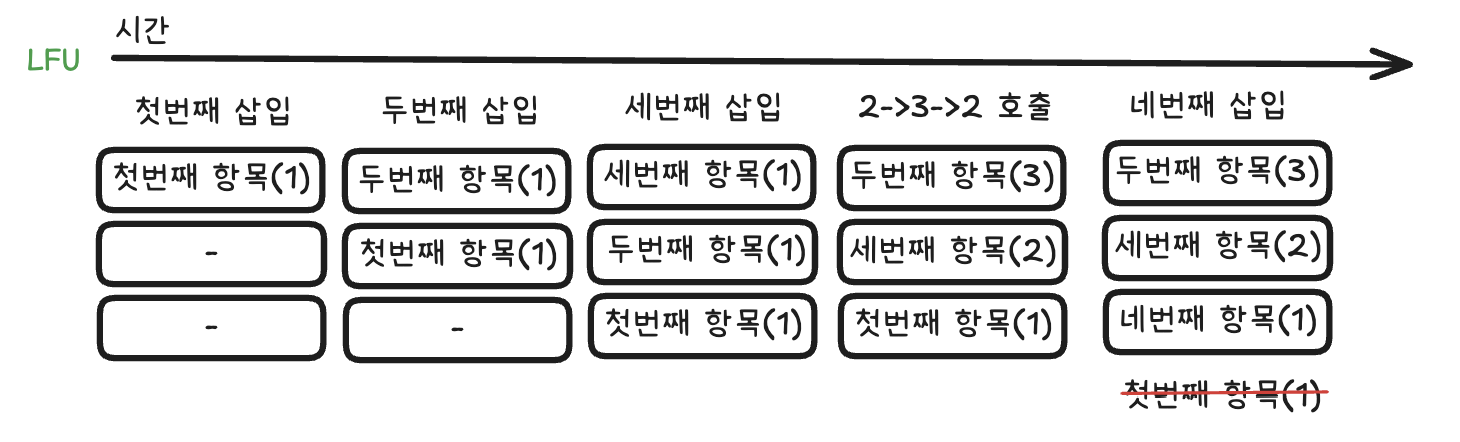 시간
LFU
첫번째 삽입
첫번째 항목(1)
-
-
두번째 삽입
두번째 항목(1)
첫번째 항목(1)
-
세번째 삽입
세번째 항목(1)
두번째 항목(1)
첫번째 항목(1)
2->3->2 호출
두번째 항목(3)
세번째 항목(2)
첫번째 항목(1)
네번째 삽입
두번째 항목(3)
세번째 항목(2)
네번째 항목(1)
첫번째 항목(1)